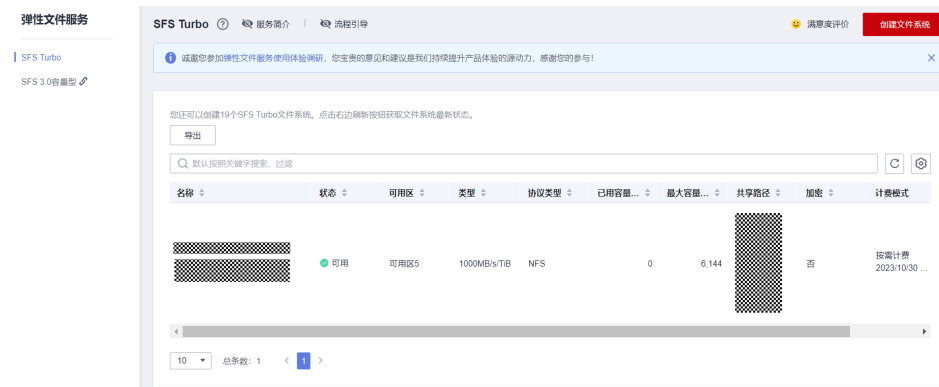 弹性文件服务
SFS Turbo
SFS 3.0容量型
SFS Turbo ? 服务简介 流程引导
满意度评价 创建文件系统
诚邀您参加弹性文件服务使用体验调研，您宝贵的意见和建议是我们持续提升产品体验的源动力，感谢您的参与！
您还可以创建19个SFS Turbo文件系统。点击右边刷新按钮获取文件系统最新状态。
导出
默认按照关键字搜索、过滤
名称 状态 可用区 类型 协议类型 已用容量... 最大容量... 共享路径 加密 计费模式
可用 可用区5 1000MB/s/TiB NFS 0 6,144 否 按需计费
2023/10/30 ...
10 总条数：1 < 1 >